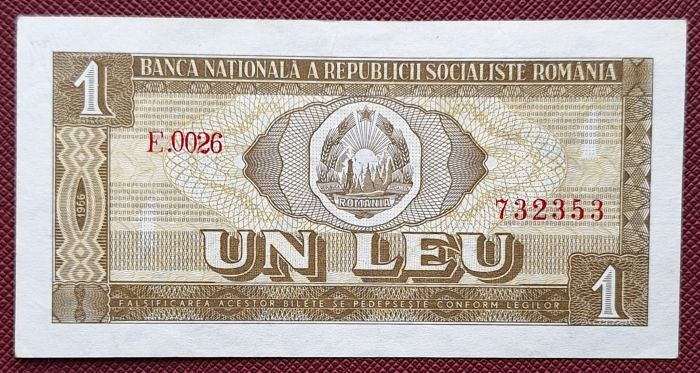 1
BANCA NAȚIONALĂ A REPUBLICII SOCIALISTE ROMÂNIA
E.0026
ROMANIA
732353
1966
UN LEU
1
FALSIFICAREA ACESTOR BILETE SE PEDEPSEȘTE CONFORM LEGILOR